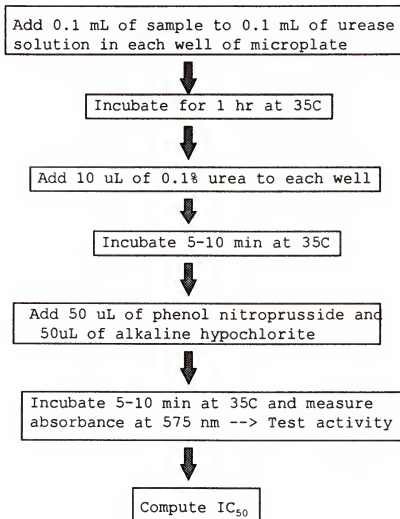 Add 0.1 mL of sample to 0.1 mL of urease
solution in each well of microplate
Incubate for 1 hr at 35C
Add 10 uL of 0.1% urea to each well
Incubate 5-10 min at 35C
Add 50 uL of phenol nitroprusside and
50uL of alkaline hypochlorite
Incubate 5-10 min at 35C and measure
absorbance at 575 nm --> Test activity
Compute IC₅₀